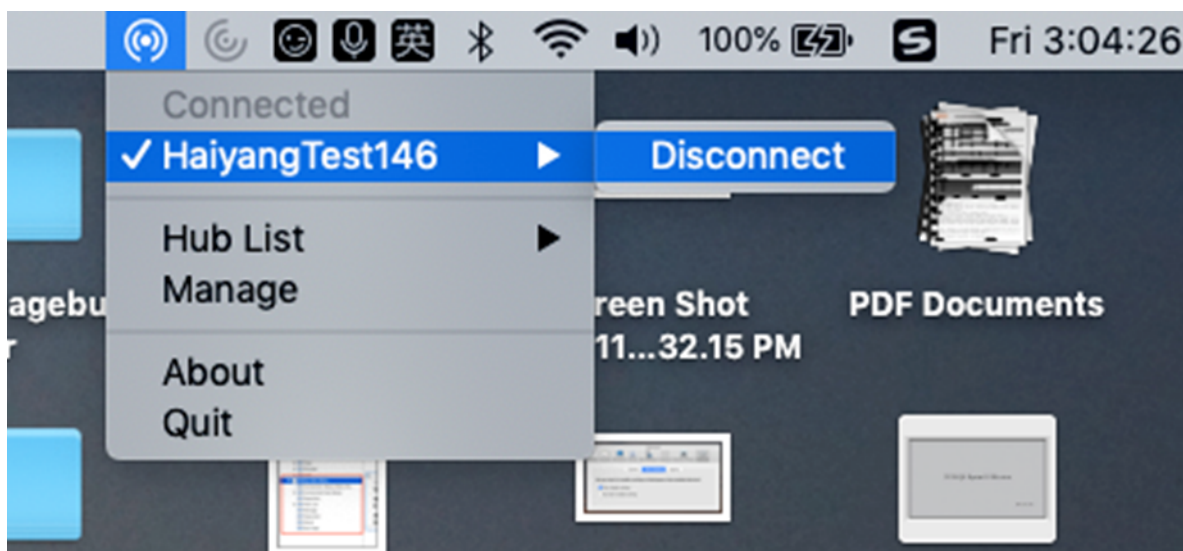 英 100% S Fri 3:04:26
Connected
✓ HaiyangTest146 ▶ Disconnect
Hub List ▶
Manage
agebu reen Shot PDF Documents
r 11...32.15 PM
About
Quit